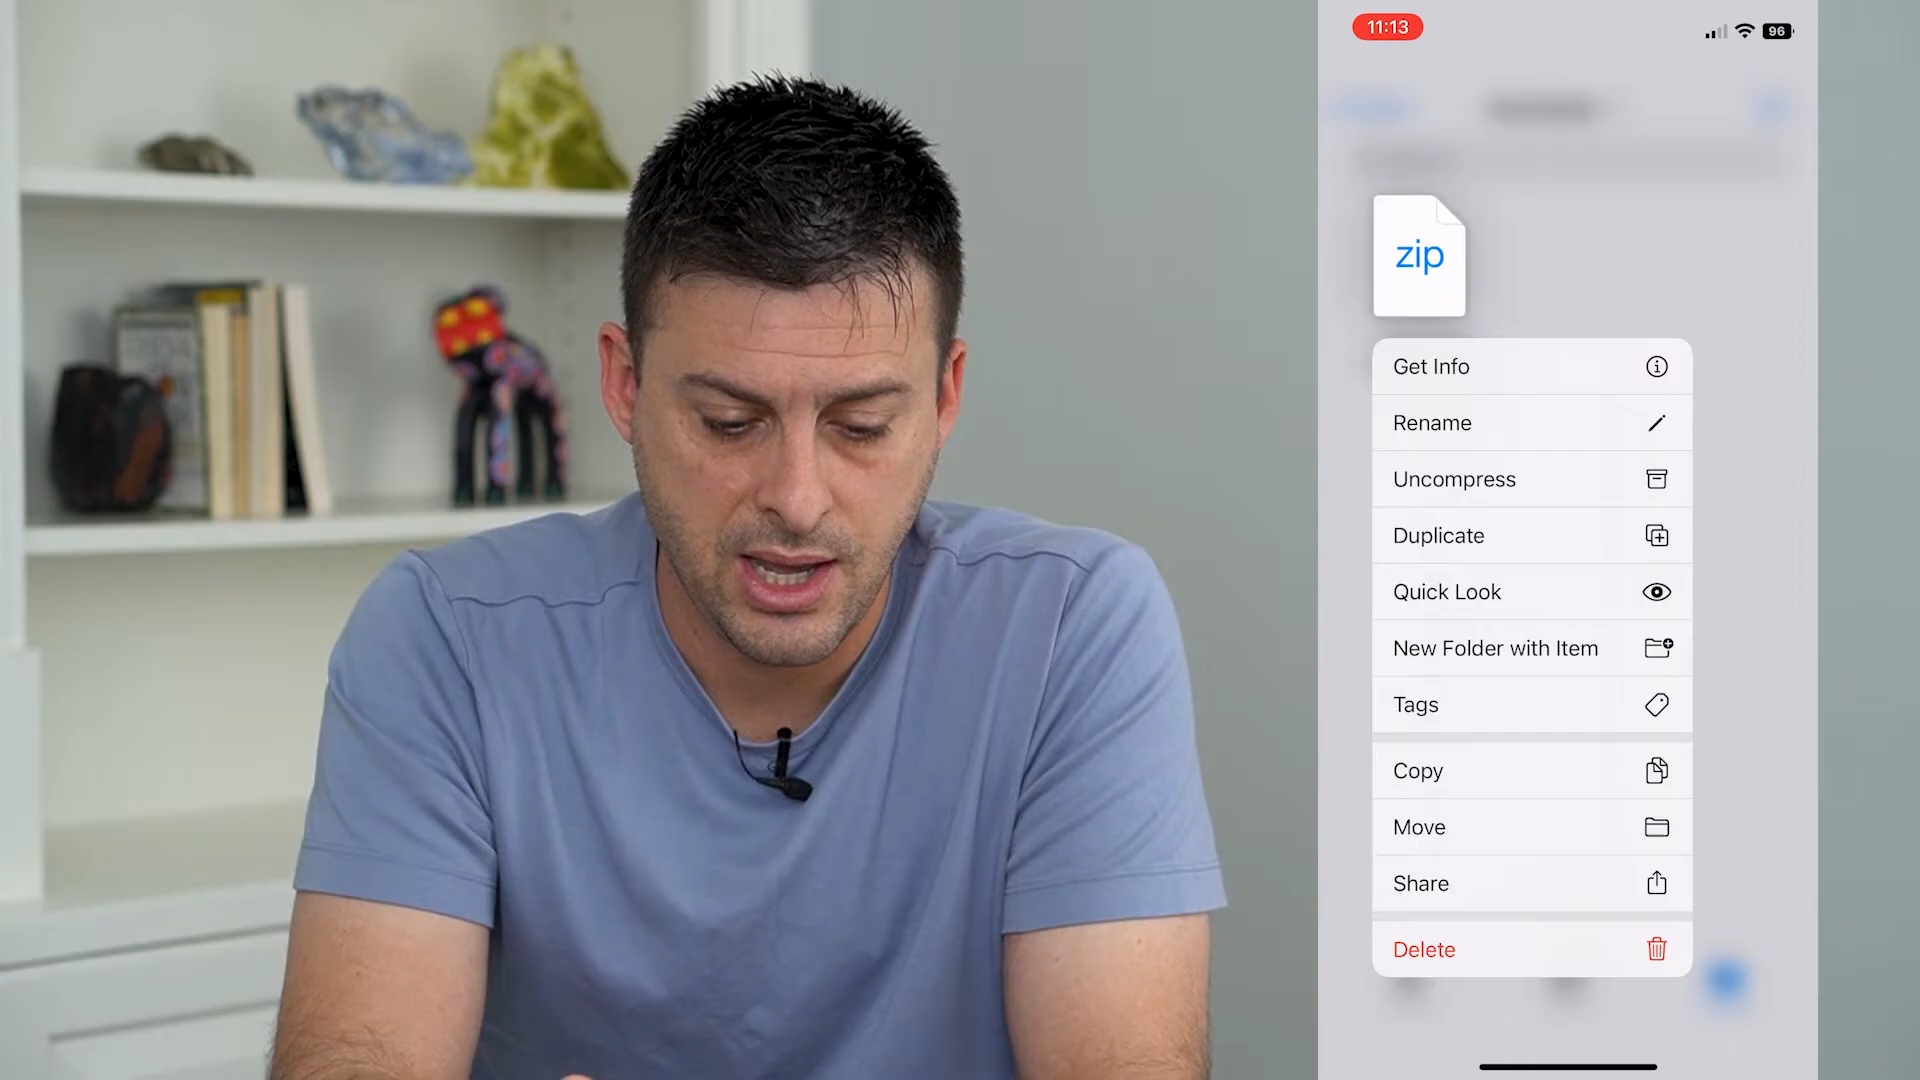 11:13
96
zip
Get Info
Rename
Uncompress
Duplicate
Quick Look
New Folder with Item
Tags
Copy
Move
Share
Delete